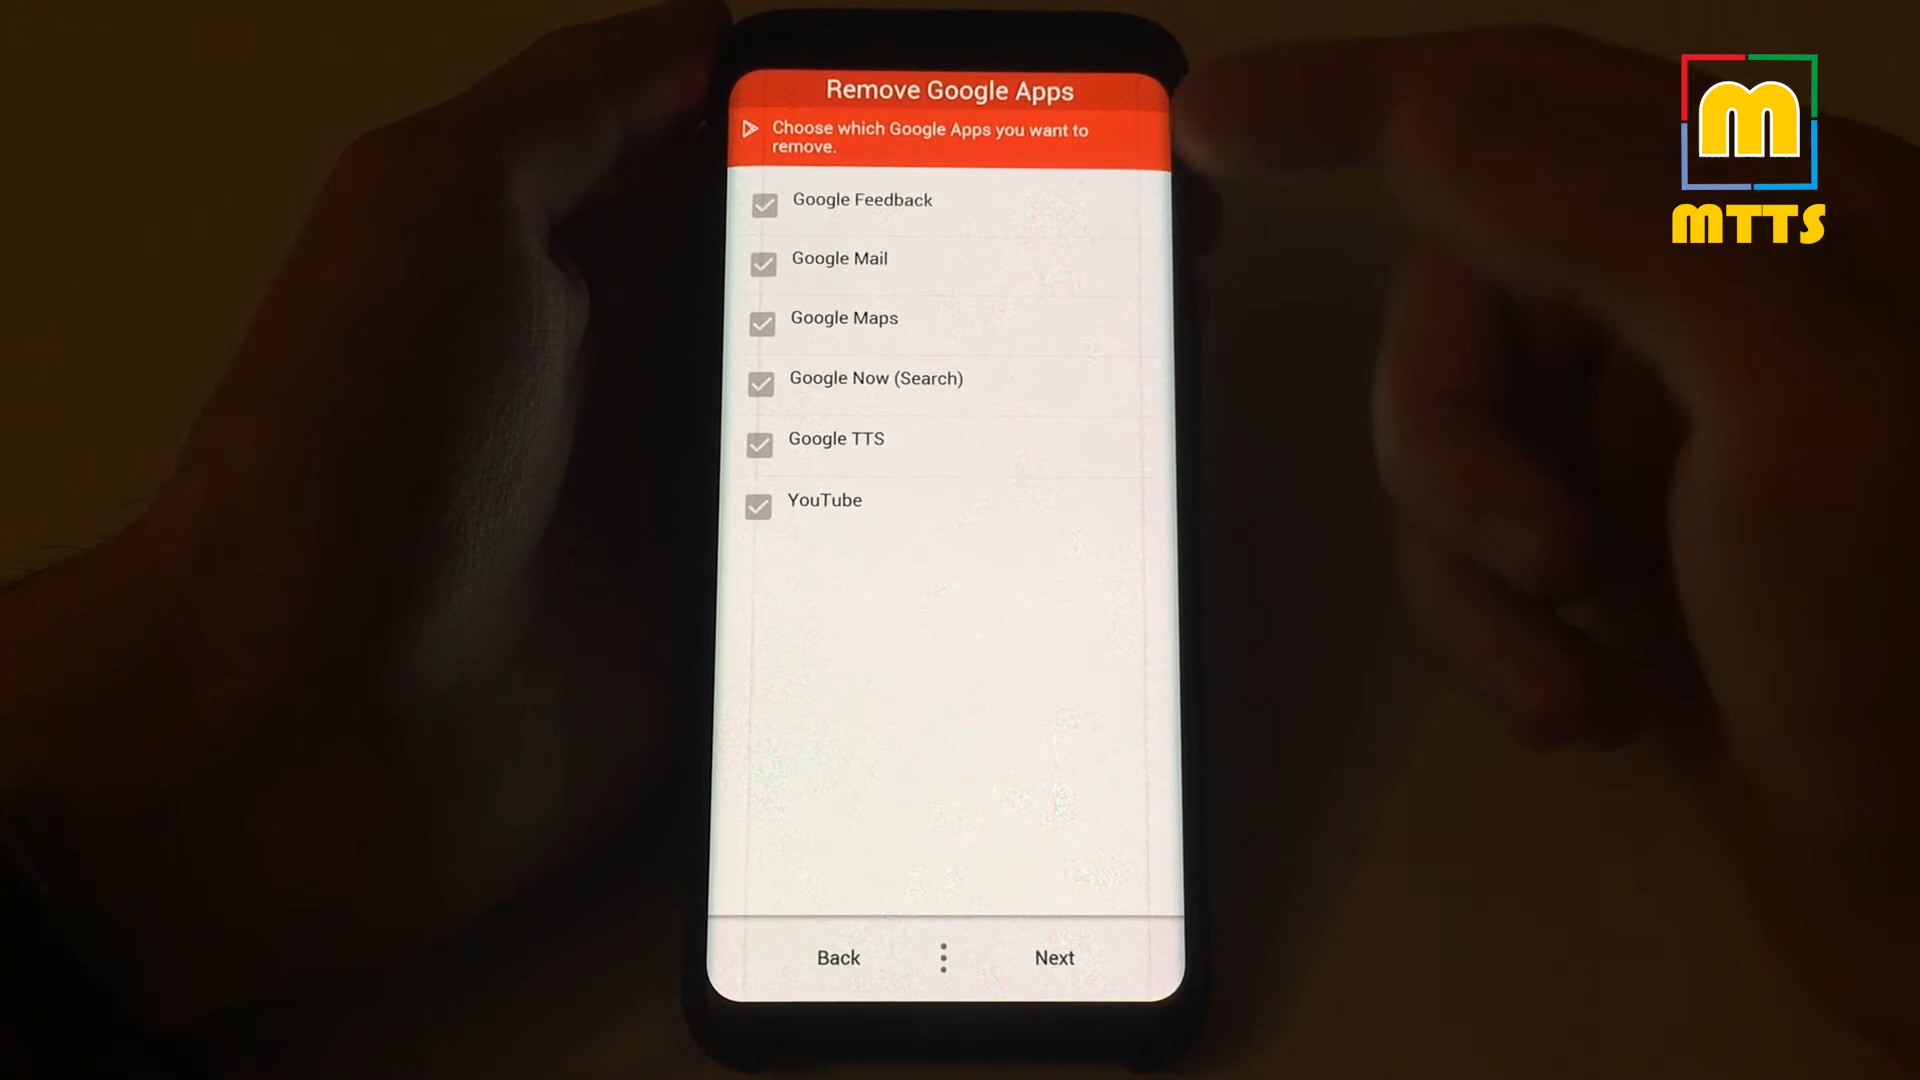 Remove Google Apps
Choose which Google Apps you want to
remove.
Google Feedback
Google Mail
Google Maps
Google Now (Search)
Google TTS
YouTube
Back
Next
M
MTTS